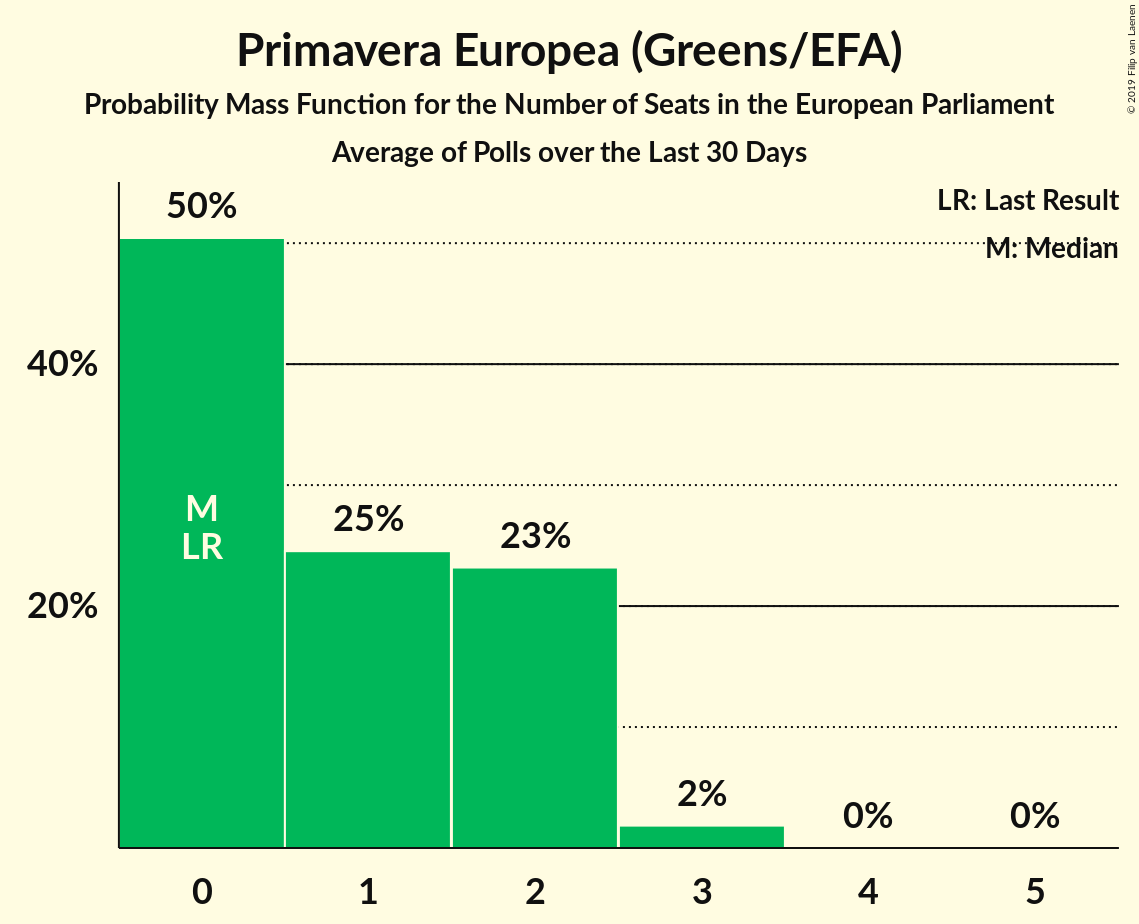 Primavera Europea (Greens/EFA)
Probability Mass Function for the Number of Seats in the European Parliament
Average of Polls over the Last 30 Days
© 2019 Filip van Laenen
LR: Last Result
M: Median
50%
40%
M
LR
25%
23%
20%
2%
0%
0%
0
1
2
3
4
5